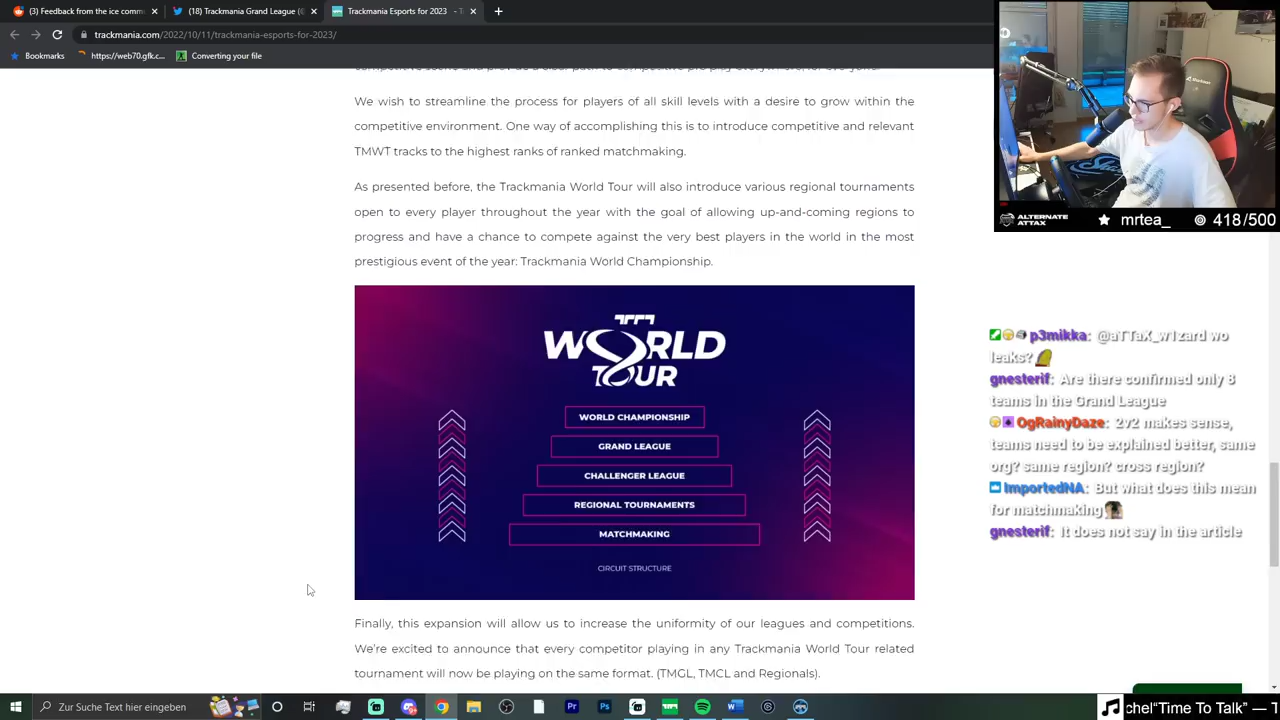 (3) Feedback from the ice comm
(18) Trackmania Grand League
Trackmania Esports for 2023
trackmania.com/2022/10/11/trackmania-esports-for-2023/
Bookmarks
https://web70.gfkc...
Converting your file
We wish to streamline the process for players of all skill levels with a desire to grow within the
competitive environment. One way of accomplishing this is to introduce competitive and relevant
TMWT tracks to the highest ranks of ranked matchmaking.
As presented before, the Trackmania World Tour will also introduce various regional tournaments
open to every player throughout the year with the goal of allowing up-and-coming regions to
progress and have a chance to compete against the very best players in the world in the most
prestigious event of the year: Trackmania World Championship.
WORLD
TOUR
WORLD CHAMPIONSHIP
GRAND LEAGUE
CHALLENGER LEAGUE
REGIONAL TOURNAMENTS
MATCHMAKING
CIRCUIT STRUCTURE
Finally, this expansion will allow us to increase the uniformity of our leagues and competitions.
We're excited to announce that every competitor playing in any Trackmania World Tour related
tournament will now be playing on the same format. (TMGL, TMCL and Regionals).
ALTERNATE
ATTAX
mrtea_
418/500
p3mikka: @aTTaX_w1zard wo
leaks?
gnesterif: Are there confirmed only 8
teams in the Grand League
OgRainyDaze: 2v2 makes sense,
teams need to be explained better, same
org? same region? cross region?
ImportedNA: But what does this mean
for matchmaking
gnesterif: It does not say in the article
Zur Suche Text hier eingeben
chel "Time To Talk" — T